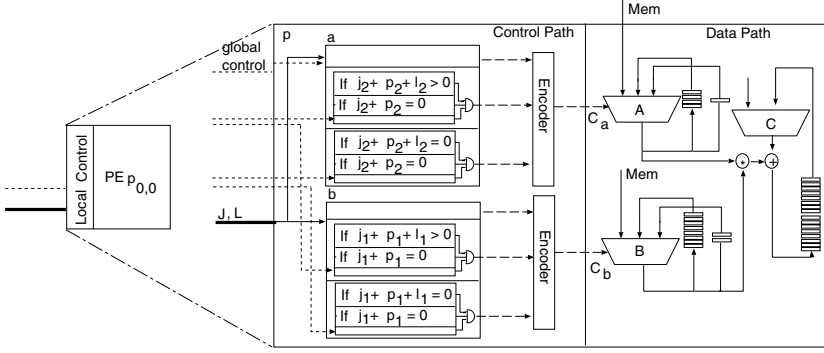 Mem
p
a
Control Path
Data Path
global
control
If j₂+ p₂+ l₂ > 0
If j₂+ p₂ = 0
Encoder
C_a
A
C
If j₂+ p₂+ l₂ = 0
If j₂+ p₂ = 0
Local Control
PE p₀,₀
* +
Mem
b
J, L
If j₁+ p₁+ l₁ > 0
If j₁+ p₁ = 0
Encoder
B
C_b
If j₁+ p₁+ l₁ = 0
If j₁+ p₁ = 0